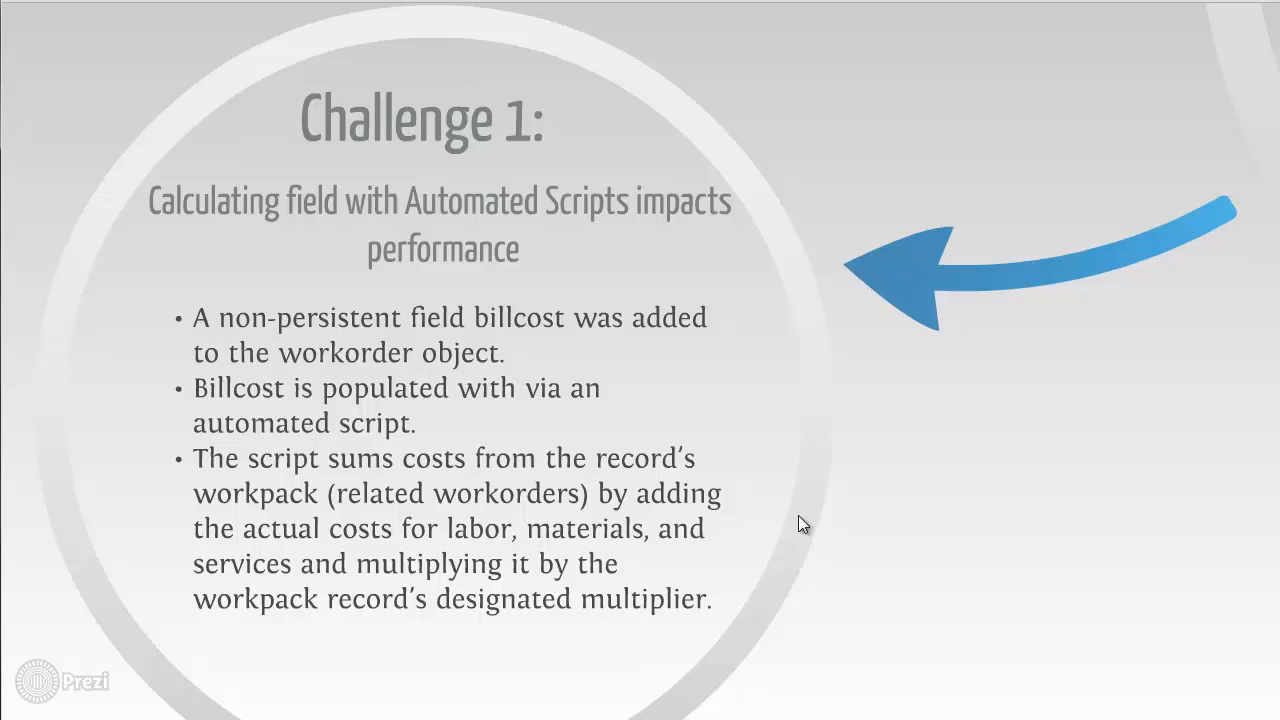 Challenge 1:
Calculating field with Automated Scripts impacts
performance
• A non-persistent field billcost was added
to the workorder object.
• Billcost is populated with via an
automated script.
• The script sums costs from the record's
workpack (related workorders) by adding
the actual costs for labor, materials, and
services and multiplying it by the
workpack record's designated multiplier.
Prezi